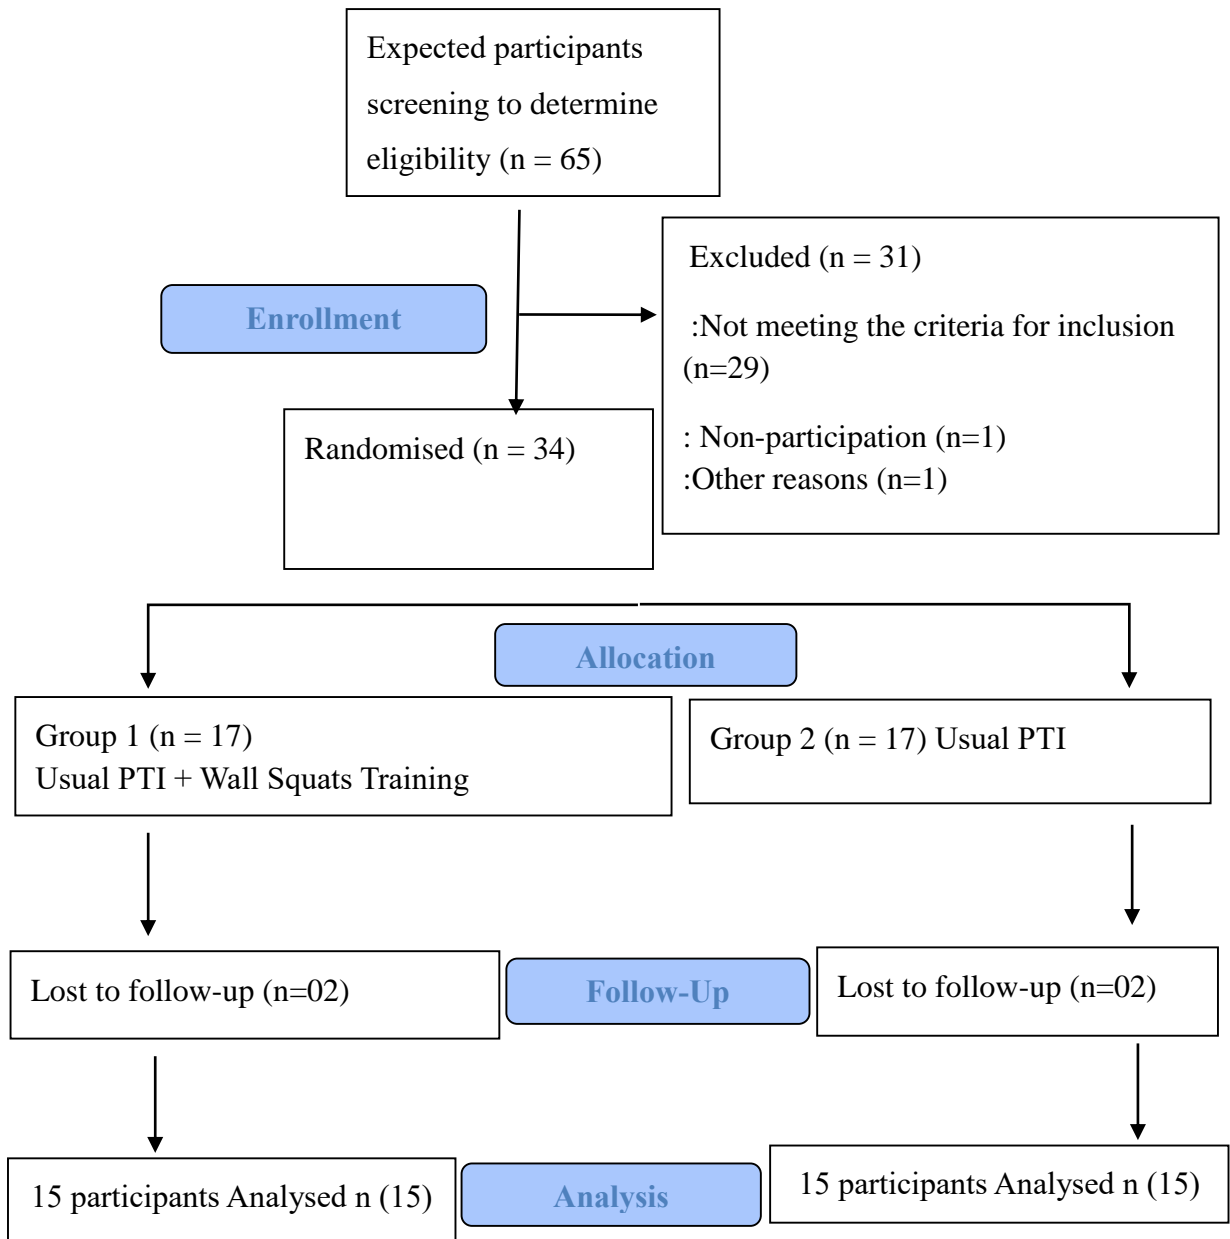 Expected participants
screening to determine
eligibility (n = 65)
Excluded (n = 31)
:Not meeting the criteria for inclusion
(n=29)
: Non-participation (n=1)
:Other reasons (n=1)
Enrollment
Randomised (n = 34)
Allocation
Group 1 (n = 17)
Usual PTI + Wall Squats Training
Group 2 (n = 17) Usual PTI
Lost to follow-up (n=02)
Follow-Up
Lost to follow-up (n=02)
15 participants Analysed n (15)
Analysis
15 participants Analysed n (15)